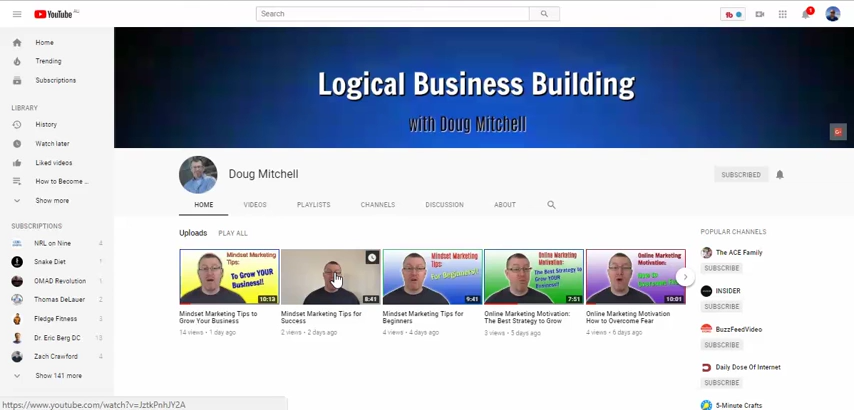 YouTube AU
Search
1
Home
Trending
Subscriptions
LIBRARY
History
Watch later
Liked videos
How to Become ...
Show more
SUBSCRIPTIONS
NRL on Nine 4
Snake Diet 4
OMAD Revolution 1
Thomas DeLauer 2
Fledge Fitness 3
Dr. Eric Berg DC 13
Zach Crawford 4
Show 141 more
https://www.youtube.com/watch?v=JztkPnhJY2A
Logical Business Building
with Doug Mitchell
Doug Mitchell
SUBSCRIBED
HOME VIDEOS PLAYLISTS CHANNELS DISCUSSION ABOUT
Uploads PLAY ALL
Mindset Marketing
Tips:
To Grow YOUR
Business!!
10:13
Mindset Marketing Tips to
Grow Your Business
14 views • 1 day ago
8:41
Mindset Marketing Tips for
Success
2 views • 2 days ago
Mindset Marketing
Tips:
For Beginners!!
9:41
Mindset Marketing Tips for
Beginners
4 views • 4 days ago
Online Marketing
Motivation:
The Best Strategy to
Grow YOUR
BUSINESS!!
7:51
Online Marketing Motivation:
The Best Strategy to Grow
3 views • 5 days ago
Online Marketing
Motivation:
10:01
Online Marketing Motivation
How to Overcome Fear
4 views • 6 days ago
POPULAR CHANNELS
The ACE Family
SUBSCRIBE
INSIDER
SUBSCRIBE
BuzzFeedVideo
SUBSCRIBE
Daily Dose Of Internet
SUBSCRIBE
5-Minute Crafts